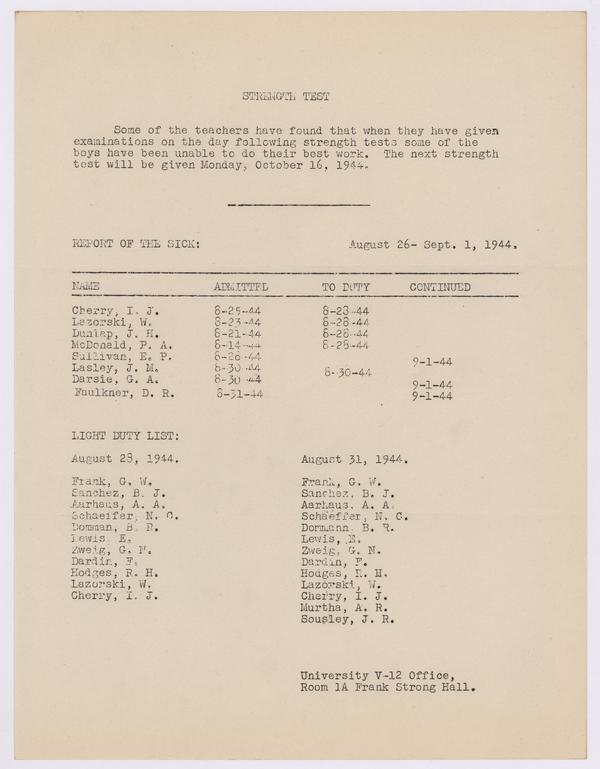 STRENGTH TEST
Some of the teachers have found that when they have given
examinations on the day following strength tests some of the
boys have been unable to do their best work. The next strength
test will be given Monday, October 16, 1944.
REPORT OF THE SICK: August 26- Sept. 1, 1944.
NAME ADMITTED TO DUTY CONTINUED
Cherry, I. J. 8-25-44 8-28-44
Lazorski, W. 8-23-44 8-28-44
Dunlap, J. H. 8-21-44 8-28-44
McDonald, P. A. 8-14-44 8-25-44
Sullivan, E. P. 8-26-44 9-1-44
Lasley, J. M. 8-30-44 8-30-44
Darsie, G. A. 8-30-44 9-1-44
Faulkner, D. R. 8-31-44 9-1-44
LIGHT DUTY LIST:
August 28, 1944. August 31, 1944.
Frank, G. W. Frank, G. W.
Sanchez, B. J. Sanchez, B. J.
Aarhaus, A. A. Aarhaus, A. A.
Schaeffer, N. C. Schaeffer, N. C.
Dorman, B. R. Dormann, B. R.
Lewis, E. Lewis, E.
Zweig, G. N. Zweig, G. N.
Dardin, F. Dardin, F.
Hodges, R. H. Hodges, R. H.
Lazorski, W. Lazorski, W.
Cherry, I. J. Cherry, I. J.
Murtha, A. R.
Sousley, J. R.
University V-12 Office,
Room 1A Frank Strong Hall.